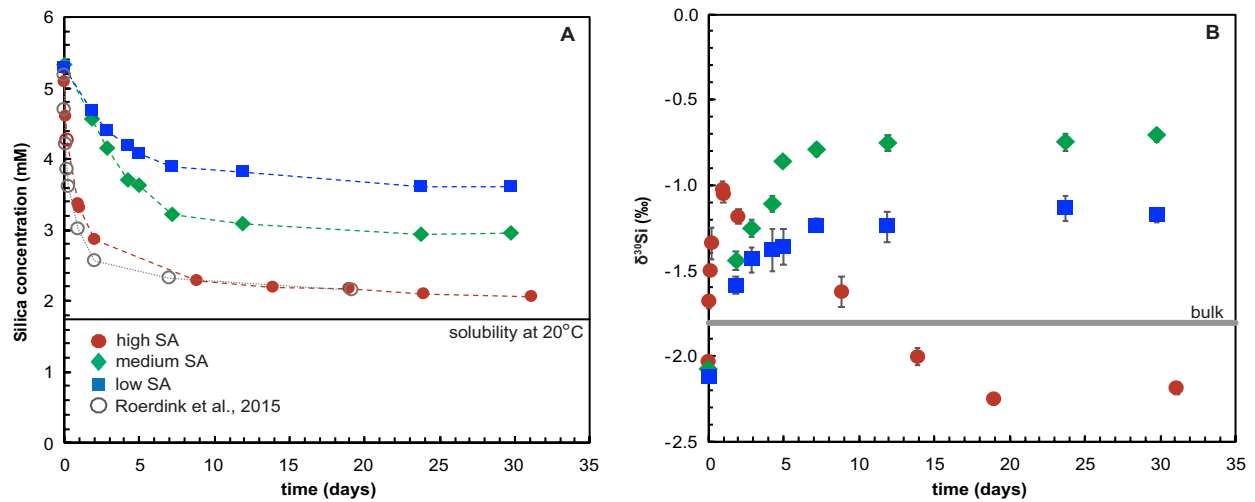 A
Silica concentration (mM)
6
5
4
3
2
1
0
solubility at 20°C
high SA
medium SA
low SA
Roerdink et al., 2015
0 5 10 15 20 25 30 35
time (days)
B
δ³⁰Si (‰)
0.0
-0.5
-1.0
-1.5
-2.0
-2.5
bulk
0 5 10 15 20 25 30 35
time (days)